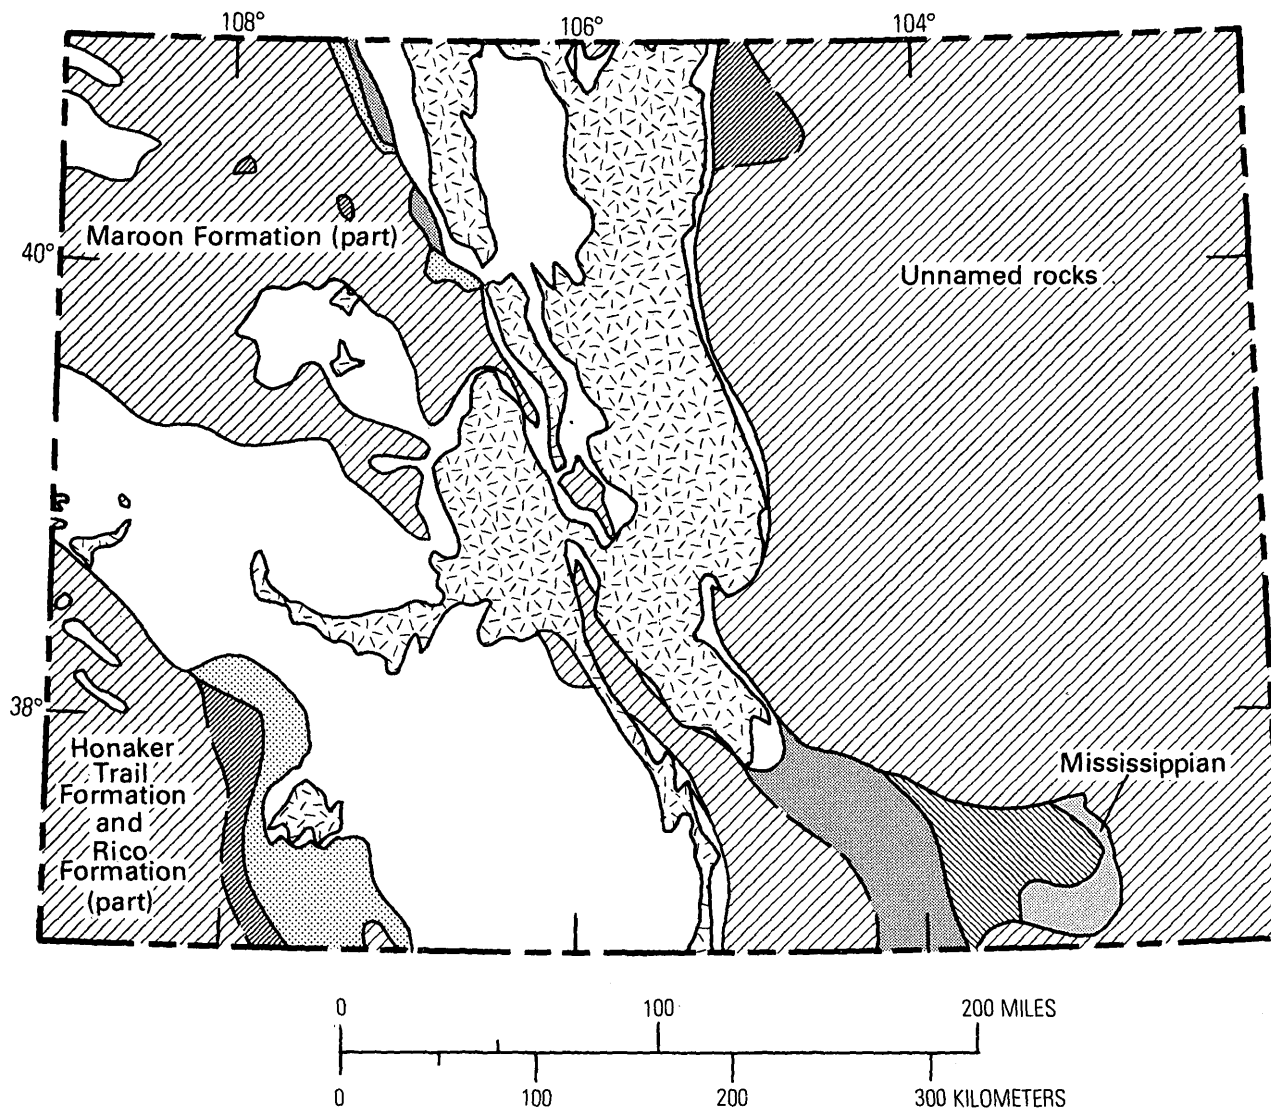 108°
106°
104°
Maroon Formation (part)
40°
Unnamed rocks
38°
Honaker
Trail
Formation
and
Rico
Formation
(part)
Mississippian
0
100
200 MILES
0
100
200
300 KILOMETERS